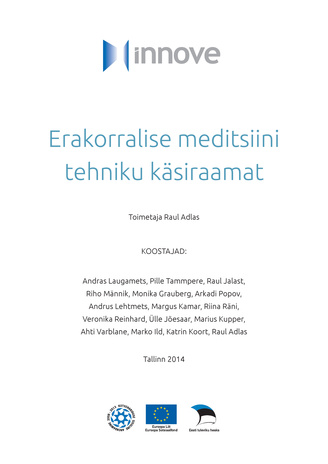 innove
Erakorralise meditsiini
tehniku käsiraamat
Toimetaja Raul Adlas
KOOSTAJAD:
Andras Laugamets, Pille Tammpere, Raul Jalast,
Riho Männik, Monika Grauberg, Arkadi Popov,
Andrus Lehtmets, Margus Kamar, Riina Räni,
Veronika Reinhard, Ülle Jõesaar, Marius Kupper,
Ahti Varblane, Marko Ild, Katrin Koort, Raul Adlas
Tallinn 2014
Euroopa Liit
Euroopa Sotsiaalfond
Eesti tuleviku heaks